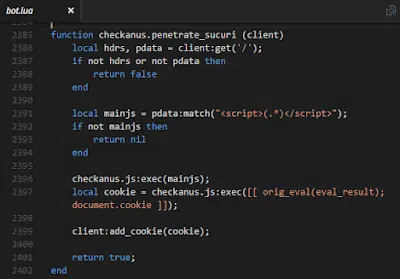 bot.lua ×
2384
2385 function checkanus.penetrate_sucuri (client)
2386 local hdrs, pdata = client:get('/');
2387 if not hdrs or not pdata then
2388 return false
2389 end
2390
2391 local mainjs = pdata:match("<script>(.*)</script>");
2392 if not mainjs then
2393 return nil
2394 end
2395
2396 checkanus.js:exec(mainjs);
2397 local cookie = checkanus.js:exec([[ orig_eval(eval_result);
document.cookie ]]);
2398
2399 client:add_cookie(cookie);
2400
2401 return true;
2402 end